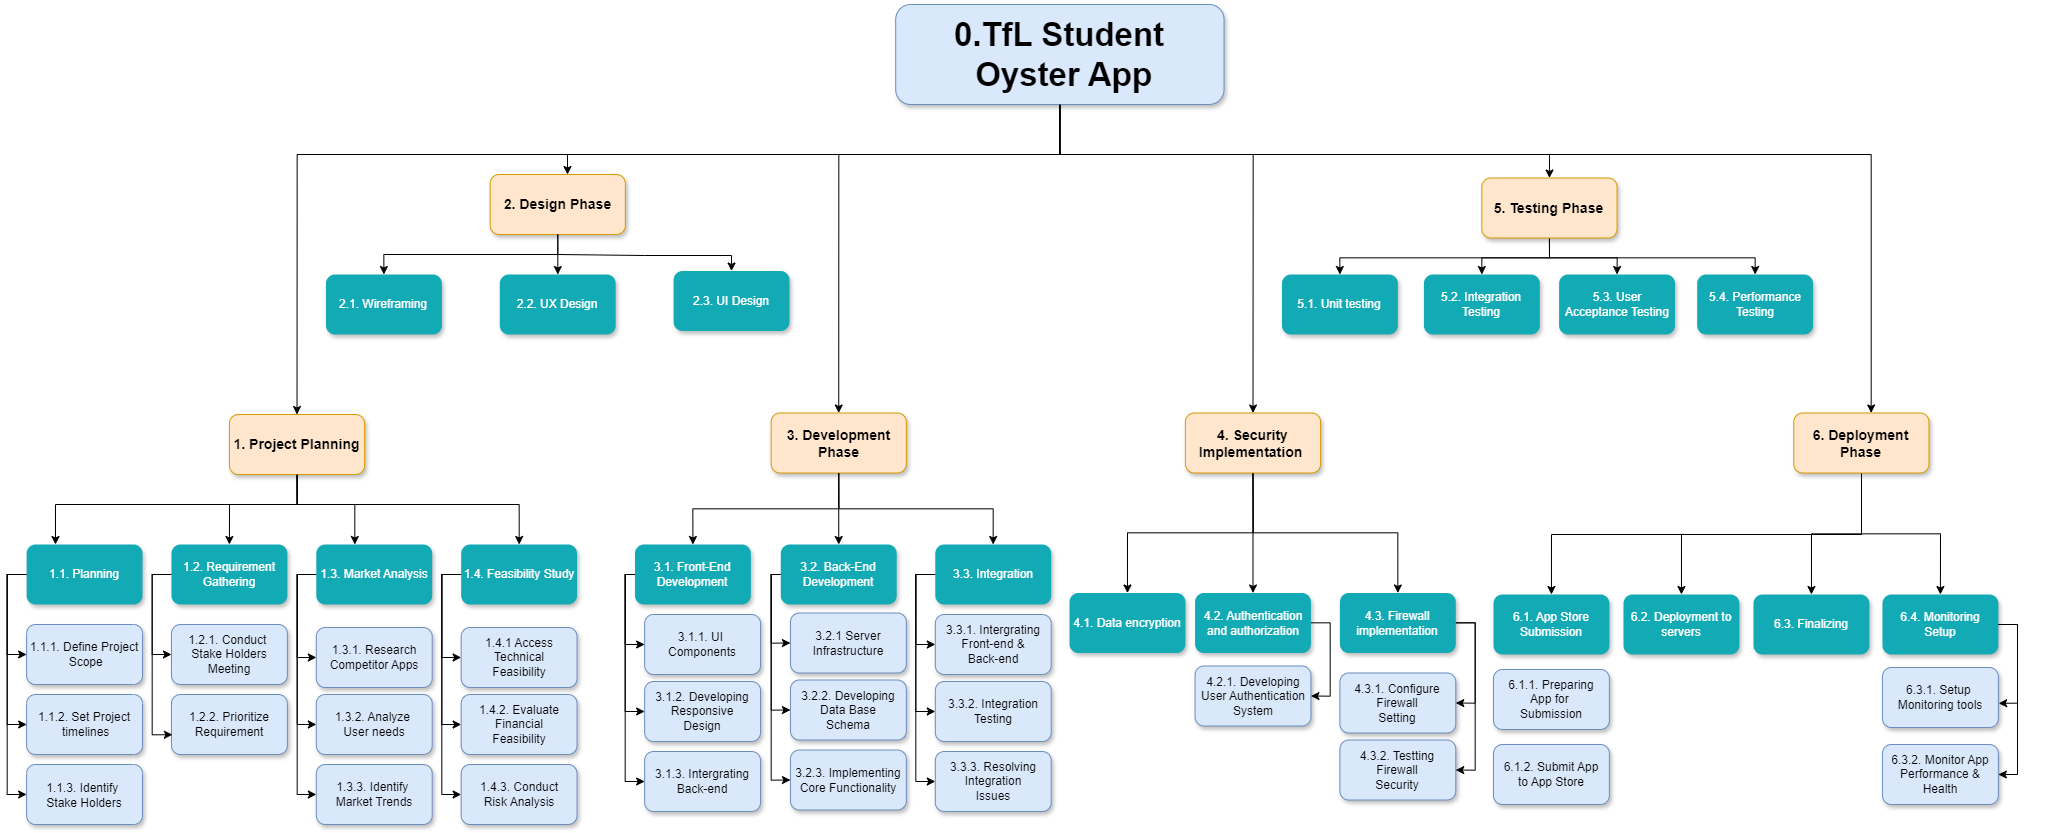 0.TfL Student
Oyster App
2. Design Phase
5. Testing Phase
2.1. Wireframing
2.2. UX Design
2.3. UI Design
5.1. Unit testing
5.2. Integration
Testing
5.3. User
Acceptance Testing
5.4. Performance
Testing
1. Project Planning
3. Development
Phase
4. Security
Implementation
6. Deployment
Phase
1.1. Planning
1.2. Requirement
Gathering
1.3. Market Analysis
1.4. Feasibility Study
3.1. Front-End
Development
3.2. Back-End
Development
3.3. Integration
4.1. Data encryption
4.2. Authentication
and authorization
4.3. Firewall
implementation
6.1. App Store
Submission
6.2. Deployment to
servers
6.3. Finalizing
6.4. Monitoring
Setup
1.1.1. Define Project
Scope
1.1.2. Set Project
timelines
1.1.3. Identify
Stake Holders
1.2.1. Conduct
Stake Holders
Meeting
1.2.2. Prioritize
Requirement
1.3.1. Research
Competitor Apps
1.3.2. Analyze
User needs
1.3.3. Identify
Market Trends
1.4.1 Access
Technical
Feasibility
1.4.2. Evaluate
Financial
Feasibility
1.4.3. Conduct
Risk Analysis
3.1.1. UI
Components
3.1.2. Developing
Responsive
Design
3.1.3. Intergrating
Back-end
3.2.1 Server
Infrastructure
3.2.2. Developing
Data Base
Schema
3.2.3. Implementing
Core Functionality
3.3.1. Intergrating
Front-end &
Back-end
3.3.2. Integration
Testing
3.3.3. Resolving
Integration
Issues
4.2.1. Developing
User Authentication
System
4.3.1. Configure
Firewall
Setting
4.3.2. Testting
Firewall
Security
6.1.1. Preparing
App for
Submission
6.1.2. Submit App
to App Store
6.3.1. Setup
Monitoring tools
6.3.2. Monitor App
Performance &
Health